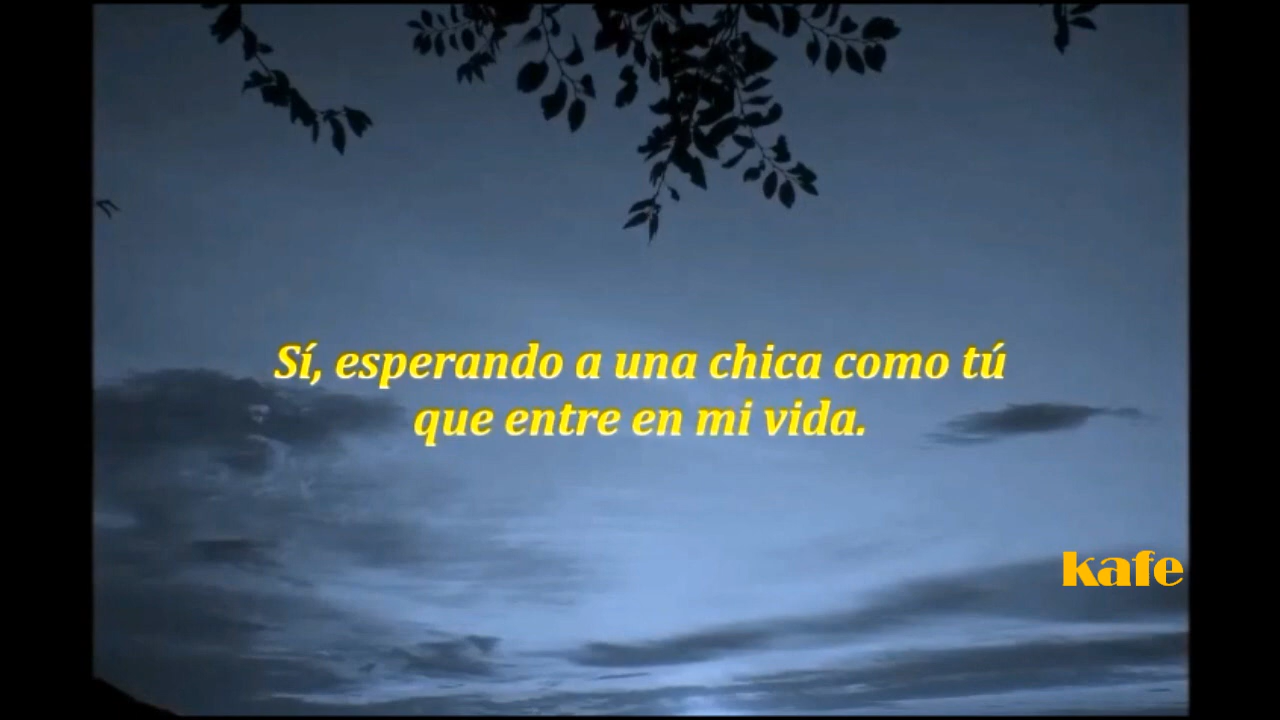 Sí, esperando a una chica como tú
que entre en mi vida.
kafe